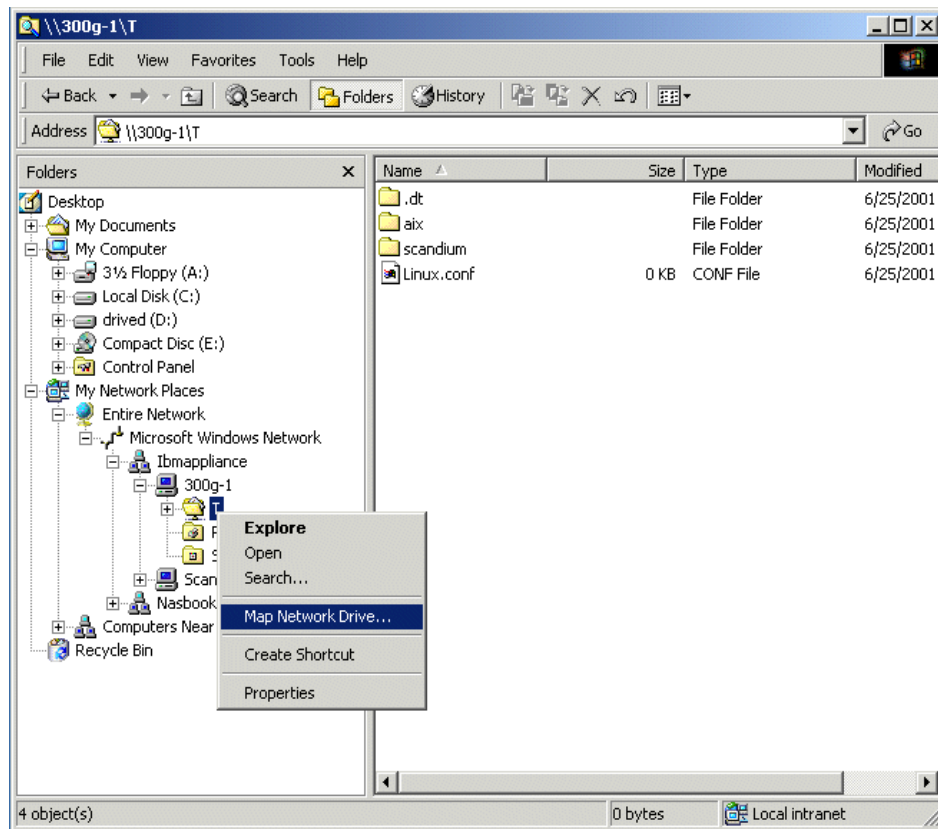 \\300g-1\T
File Edit View Favorites Tools Help
Back Search Folders History
Address \\300g-1\T Go
Folders
Name Size Type Modified
Desktop
My Documents
My Computer
3½ Floppy (A:)
Local Disk (C:)
drived (D:)
Compact Disc (E:)
Control Panel
My Network Places
Entire Network
Microsoft Windows Network
Ibmappliance
300g-1
T
Nasbook
Computers Near
Recycle Bin
Explore
Open
Search...
Map Network Drive...
Create Shortcut
Properties
.dt File Folder 6/25/2001
aix File Folder 6/25/2001
scandium File Folder 6/25/2001
Linux.conf 0 KB CONF File 6/25/2001
4 object(s) 0 bytes Local intranet